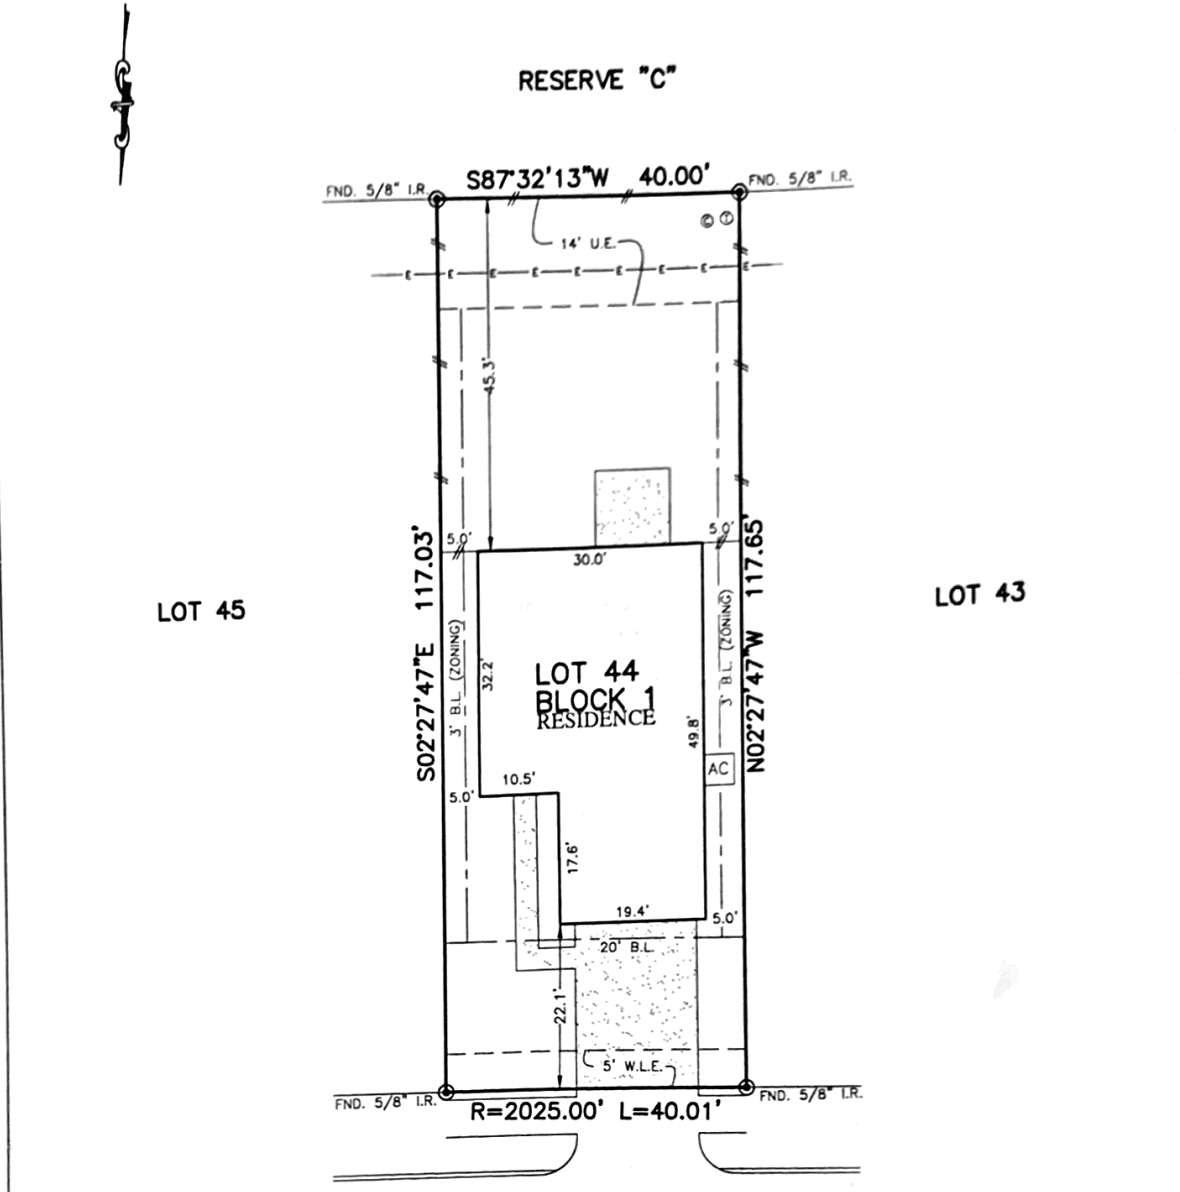 RESERVE "C"
S87°32'13"W 40.00'
FND. 5/8" I.R.
FND. 5/8" I.R.
C T
14' U.E.
E E E E E E E E E
45.3'
5.0'
5.0'
30.0'
S02°27'47"E 117.03'
N02°27'47"W 117.65'
LOT 45
LOT 43
3' B.L. (ZONING)
3' B.L. (ZONING)
32.2'
LOT 44
BLOCK 1
RESIDENCE
49.8'
AC
10.5'
5.0'
17.6'
19.4'
5.0'
20' B.L.
22.1'
5' W.L.E.
FND. 5/8" I.R.
FND. 5/8" I.R.
R=2025.00' L=40.01'